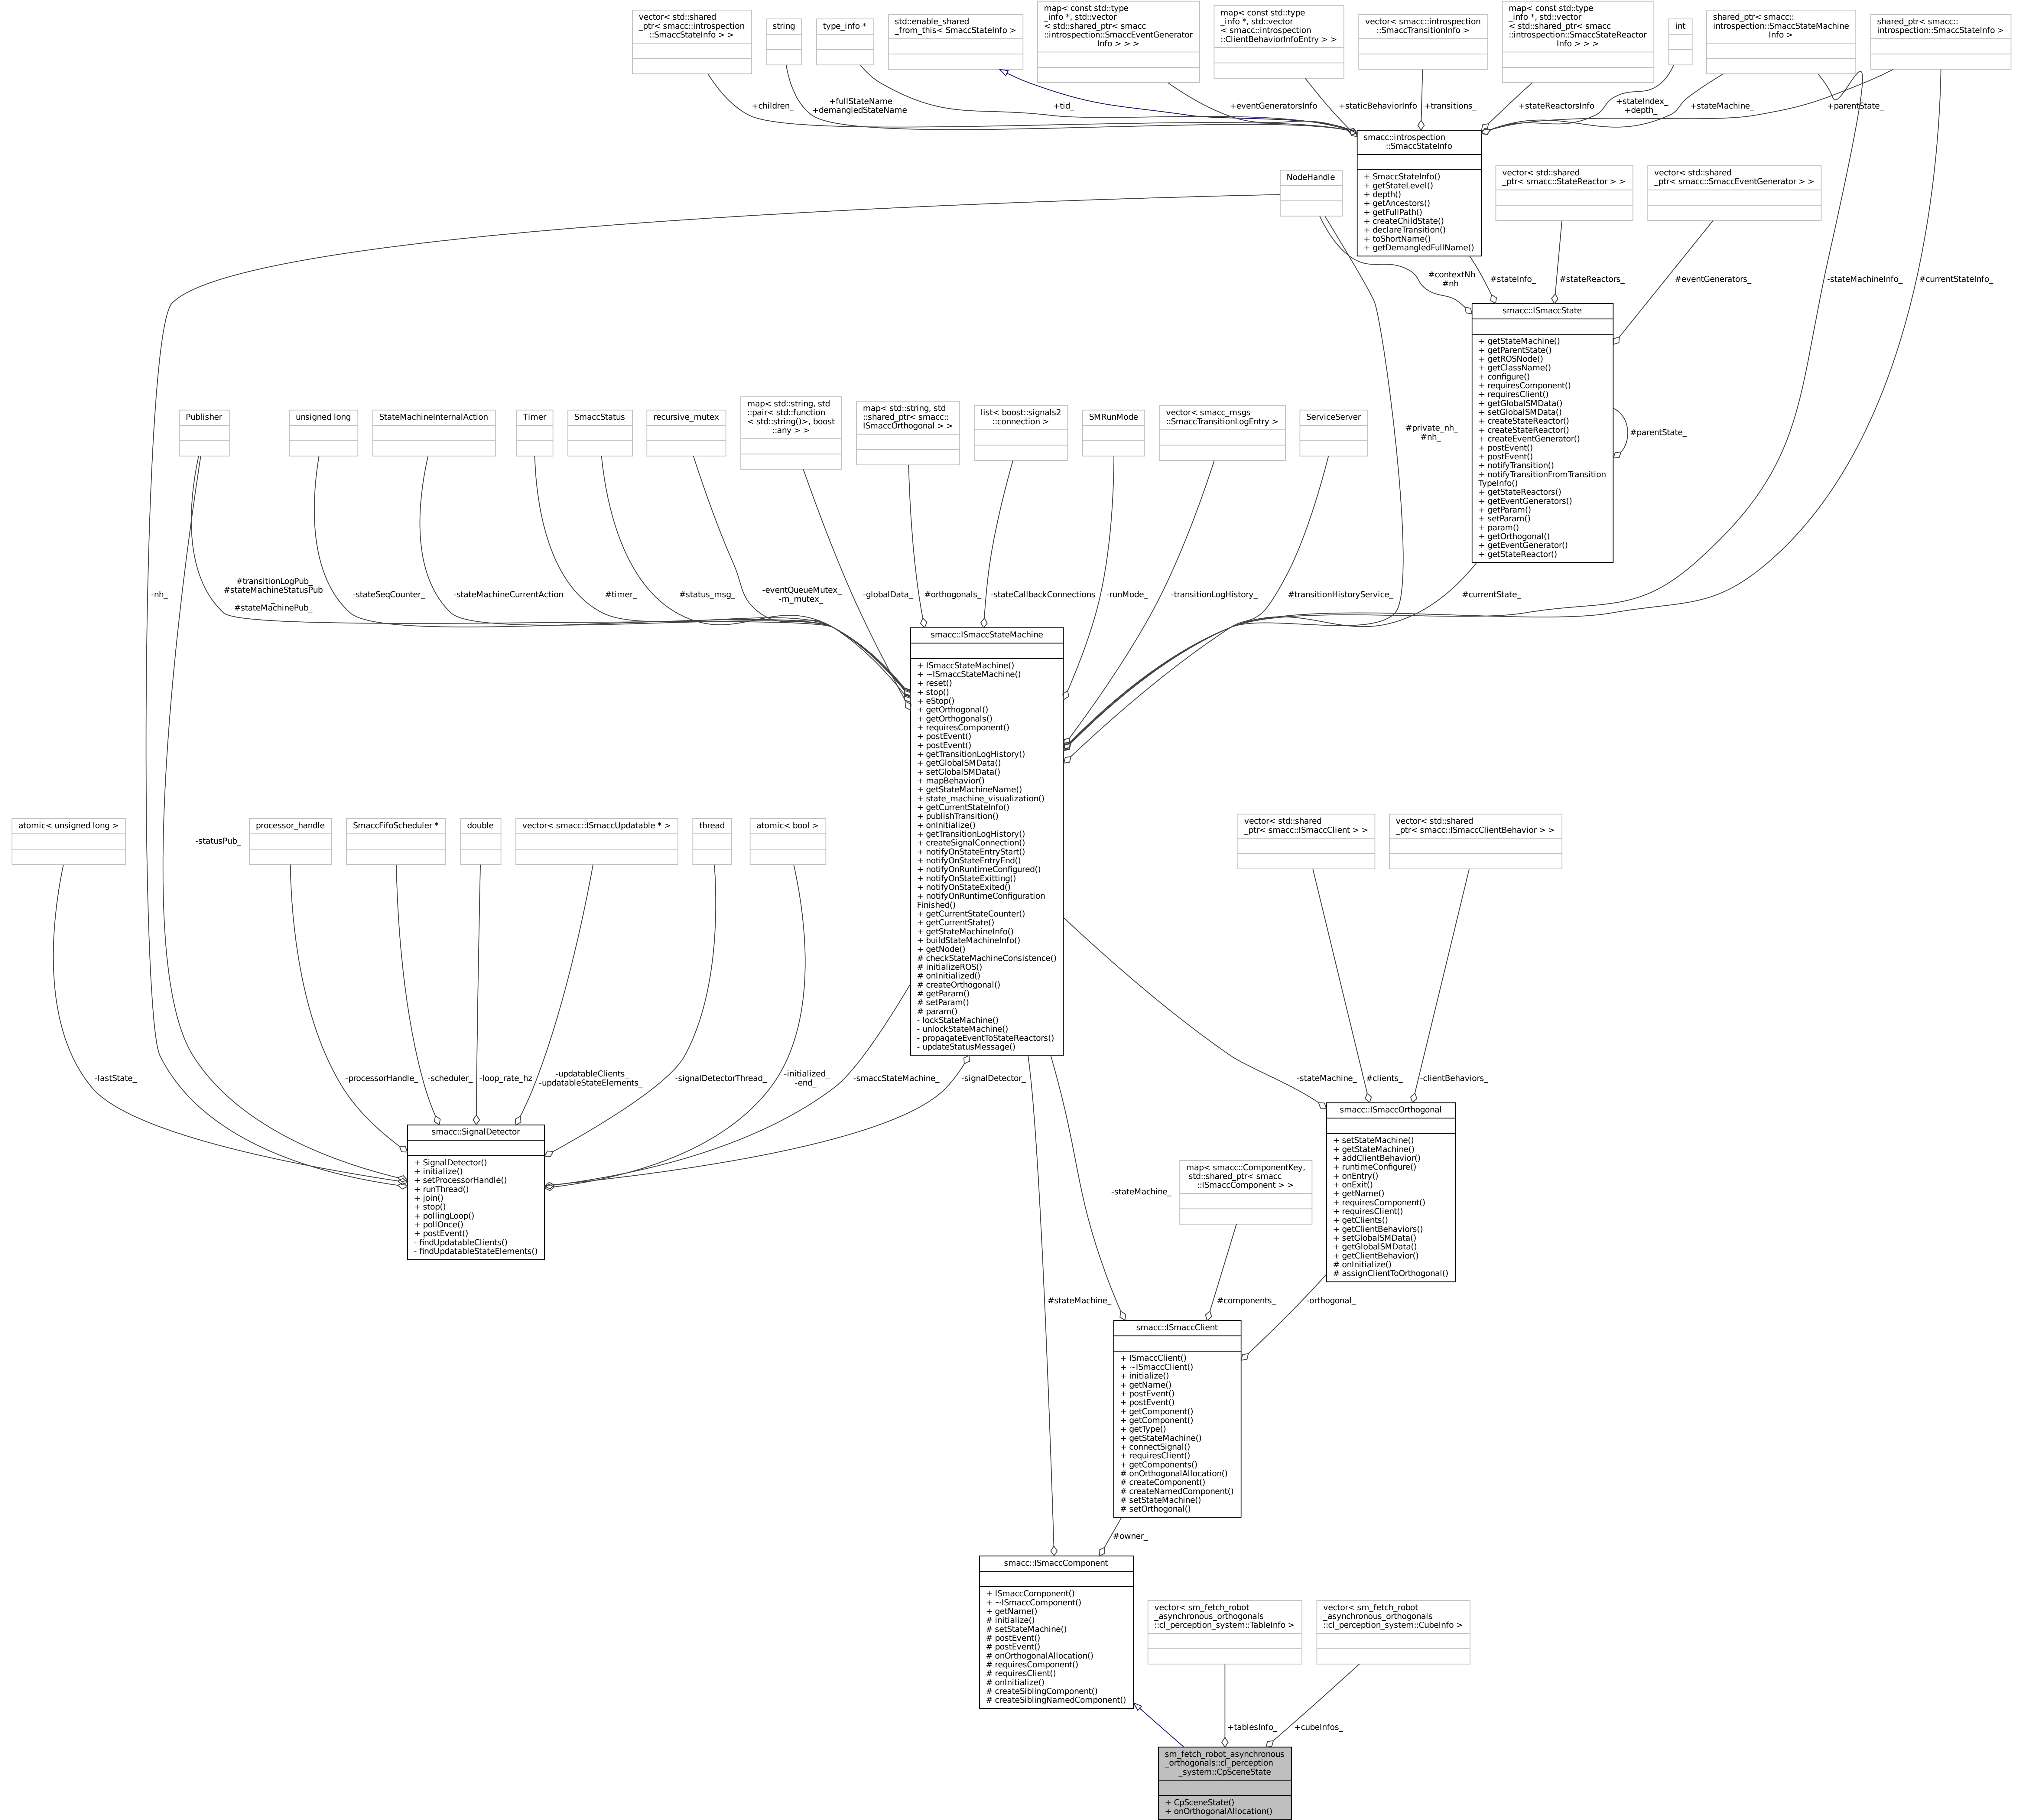 vector< std::shared
_ptr< smacc::introspection
::SmaccStateInfo > >
string
type_info *
std::enable_shared
_from_this< SmaccStateInfo >
map< const std::type
_info *, std::vector
< std::shared_ptr< smacc
::introspection::SmaccEventGenerator
Info > > >
map< const std::type
_info *, std::vector
< smacc::introspection
::ClientBehaviorInfoEntry > >
vector< smacc::introspection
::SmaccTransitionInfo >
map< const std::type
_info *, std::vector
< std::shared_ptr< smacc
::introspection::SmaccStateReactor
Info > > >
int
shared_ptr< smacc::
introspection::SmaccStateMachine
Info >
shared_ptr< smacc::
introspection::SmaccStateInfo >
+children_
+fullStateName
+demangledStateName
+tid_
+eventGeneratorsInfo
+staticBehaviorInfo
+transitions_
+stateReactorsInfo
+stateIndex_
+depth_
+stateMachine_
+parentState_
smacc::introspection
::SmaccStateInfo
+ SmaccStateInfo()
+ getStateLevel()
+ depth()
+ getAncestors()
+ getFullPath()
+ createChildState()
+ declareTransition()
+ toShortName()
+ getDemangledFullName()
NodeHandle
vector< std::shared
_ptr< smacc::StateReactor > >
vector< std::shared
_ptr< smacc::SmaccEventGenerator > >
#contextNh
#nh
#stateInfo_
#stateReactors_
#eventGenerators_
-stateMachineInfo_
#currentStateInfo_
smacc::ISmaccState
+ getStateMachine()
+ getParentState()
+ getROSNode()
+ getClassName()
+ configure()
+ requiresComponent()
+ requiresClient()
+ getGlobalSMData()
+ setGlobalSMData()
+ createStateReactor()
+ createStateReactor()
+ createEventGenerator()
+ postEvent()
+ postEvent()
+ notifyTransition()
+ notifyTransitionFromTransition
TypeInfo()
+ getStateReactors()
+ getEventGenerators()
+ getParam()
+ setParam()
+ param()
+ getOrthogonal()
+ getEventGenerator()
+ getStateReactor()
#parentState_
Publisher
unsigned long
StateMachineInternalAction
Timer
SmaccStatus
recursive_mutex
map< std::string, std
::pair< std::function
< std::string()>, boost
::any > >
map< std::string, std
::shared_ptr< smacc::
ISmaccOrthogonal > >
list< boost::signals2
::connection >
SMRunMode
vector< smacc_msgs
::SmaccTransitionLogEntry >
ServiceServer
#private_nh_
#nh_
-nh_
#transitionLogPub_
#stateMachineStatusPub
_
#stateMachinePub_
-stateSeqCounter_
-stateMachineCurrentAction
#timer_
#status_msg_
-eventQueueMutex_
-m_mutex_
-globalData_
#orthogonals_
-stateCallbackConnections
-runMode_
-transitionLogHistory_
#transitionHistoryService_
#currentState_
smacc::ISmaccStateMachine
+ ISmaccStateMachine()
+ ~ISmaccStateMachine()
+ reset()
+ stop()
+ eStop()
+ getOrthogonal()
+ getOrthogonals()
+ requiresComponent()
+ postEvent()
+ postEvent()
+ getTransitionLogHistory()
+ getGlobalSMData()
+ setGlobalSMData()
+ mapBehavior()
+ getStateMachineName()
+ state_machine_visualization()
+ getCurrentStateInfo()
+ publishTransition()
+ onInitialize()
+ getTransitionLogHistory()
+ createSignalConnection()
+ notifyOnStateEntryStart()
+ notifyOnStateEntryEnd()
+ notifyOnRuntimeConfigured()
+ notifyOnStateExitting()
+ notifyOnStateExited()
+ notifyOnRuntimeConfiguration
Finished()
+ getCurrentStateCounter()
+ getCurrentState()
+ getStateMachineInfo()
+ buildStateMachineInfo()
+ getNode()
# checkStateMachineConsistence()
# initializeROS()
# onInitialized()
# createOrthogonal()
# getParam()
# setParam()
# param()
- lockStateMachine()
- unlockStateMachine()
- propagateEventToStateReactors()
- updateStatusMessage()
atomic< unsigned long >
-statusPub_
processor_handle
SmaccFifoScheduler *
double
vector< smacc::ISmaccUpdatable * >
thread
atomic< bool >
vector< std::shared
_ptr< smacc::ISmaccClient > >
vector< std::shared
_ptr< smacc::ISmaccClientBehavior > >
-lastState_
-processorHandle_
-scheduler_
-loop_rate_hz
-updatableClients_
-updatableStateElements_
-signalDetectorThread_
-initialized_
-end_
-smaccStateMachine_
-signalDetector_
-stateMachine_
#clients_
-clientBehaviors_
smacc::SignalDetector
+ SignalDetector()
+ initialize()
+ setProcessorHandle()
+ runThread()
+ join()
+ stop()
+ pollingLoop()
+ pollOnce()
+ postEvent()
- findUpdatableClients()
- findUpdatableStateElements()
smacc::ISmaccOrthogonal
+ setStateMachine()
+ getStateMachine()
+ addClientBehavior()
+ runtimeConfigure()
+ onEntry()
+ onExit()
+ getName()
+ requiresComponent()
+ requiresClient()
+ getClients()
+ getClientBehaviors()
+ setGlobalSMData()
+ getGlobalSMData()
+ getClientBehavior()
# onInitialize()
# assignClientToOrthogonal()
map< smacc::ComponentKey,
std::shared_ptr< smacc
::ISmaccComponent > >
-stateMachine_
#stateMachine_
#components_
-orthogonal_
smacc::ISmaccClient
+ ISmaccClient()
+ ~ISmaccClient()
+ initialize()
+ getName()
+ postEvent()
+ postEvent()
+ getComponent()
+ getComponent()
+ getType()
+ getStateMachine()
+ connectSignal()
+ requiresClient()
+ getComponents()
# onOrthogonalAllocation()
# createComponent()
# createNamedComponent()
# setStateMachine()
# setOrthogonal()
#owner_
smacc::ISmaccComponent
+ ISmaccComponent()
+ ~ISmaccComponent()
+ getName()
# initialize()
# setStateMachine()
# postEvent()
# postEvent()
# onOrthogonalAllocation()
# requiresComponent()
# requiresClient()
# onInitialize()
# createSiblingComponent()
# createSiblingNamedComponent()
vector< sm_fetch_robot
_asynchronous_orthogonals
::cl_perception_system::TableInfo >
vector< sm_fetch_robot
_asynchronous_orthogonals
::cl_perception_system::CubeInfo >
+tablesInfo_
+cubeInfos_
sm_fetch_robot_asynchronous
_orthogonals::cl_perception
_system::CpSceneState
+ CpSceneState()
+ onOrthogonalAllocation()